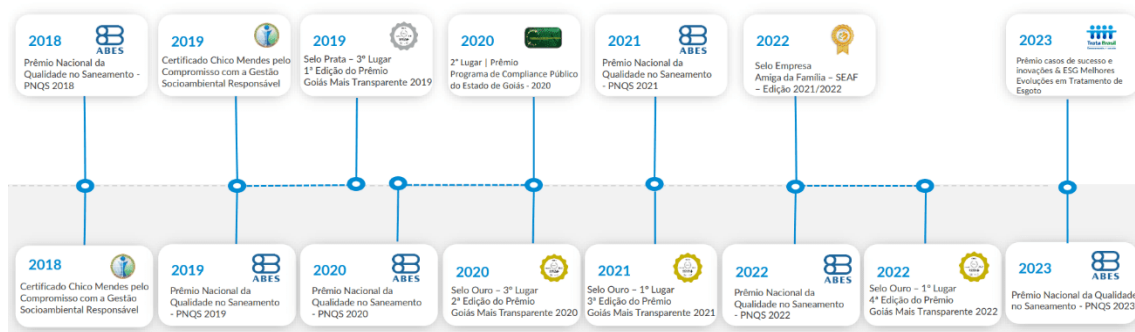 2018
ABES
Prêmio Nacional da
Qualidade no Saneamento -
PNQS 2018
2019
Certificado Chico Mendes pelo
Compromisso com a Gestão
Socioambiental Responsável
2019
Selo Prata – 3º Lugar
1ª Edição do Prêmio
Goiás Mais Transparente 2019
2020
2º Lugar | Prêmio
Programa de Compliance Público
do Estado de Goiás - 2020
2021
ABES
Prêmio Nacional da
Qualidade no Saneamento
- PNQS 2021
2022
Selo Empresa
Amiga da Família – SEAF
– Edição 2021/2022
2023
Trata Brasil
Prêmio casos de sucesso e
inovações & ESG Melhores
Evoluções em Tratamento de
Esgoto
2018
Certificado Chico Mendes pelo
Compromisso com a Gestão
Socioambiental Responsável
2019
ABES
Prêmio Nacional da
Qualidade no Saneamento
- PNQS 2019
2020
ABES
Prêmio Nacional da
Qualidade no Saneamento
- PNQS 2020
2020
Selo Ouro – 3º Lugar
2ª Edição do Prêmio
Goiás Mais Transparente 2020
2021
Selo Ouro – 1º Lugar
3ª Edição do Prêmio
Goiás Mais Transparente 2021
2022
ABES
Prêmio Nacional da
Qualidade no Saneamento
- PNQS 2022
2022
Selo Ouro – 1º Lugar
4ª Edição do Prêmio
Goiás Mais Transparente 2022
2023
ABES
Prêmio Nacional da Qualidade
no Saneamento - PNQS 2023